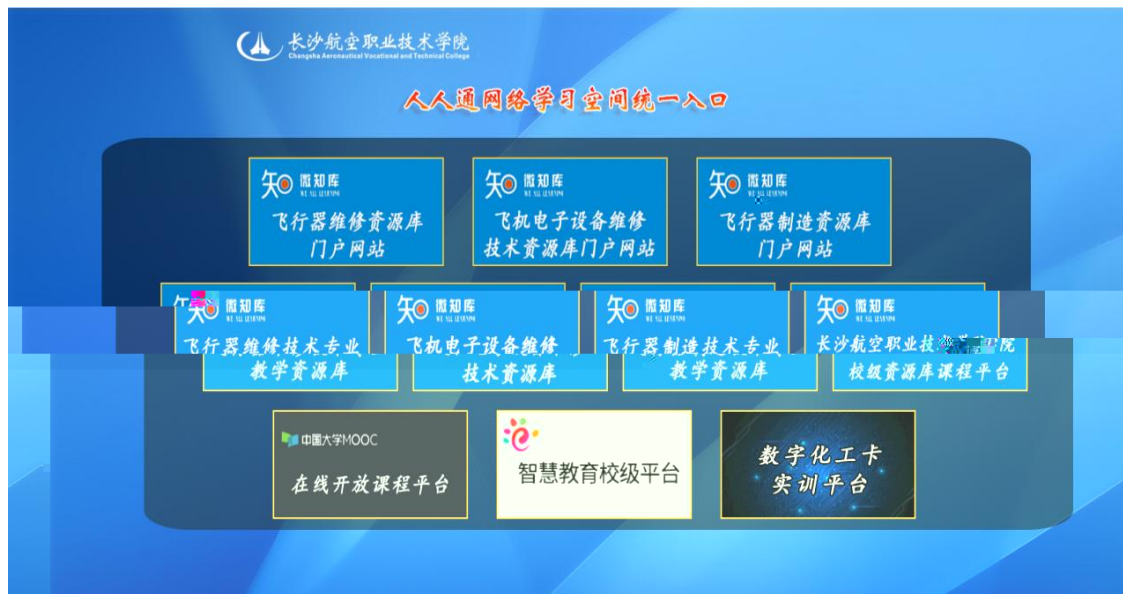 长沙航空职业技术学院
Changsha Aeronautical Vocational and Technical College
人人通网络学习空间统一入口
知 微知库
飞行器维修资源库
门户网站
知 微知库
飞机电子设备维修
技术资源库门户网站
知 微知库
飞行器制造资源库
门户网站
微知库
飞行器维修技术专业
教学资源库
知 微知库
飞机电子设备维修
技术资源库
知 微知库
飞行器制造技术专业
教学资源库
知 微知库
长沙航空职业技术学院
校级资源库课程平台
中国大学MOOC
在线开放课程平台
智慧教育校级平台
数字化工卡
实训平台